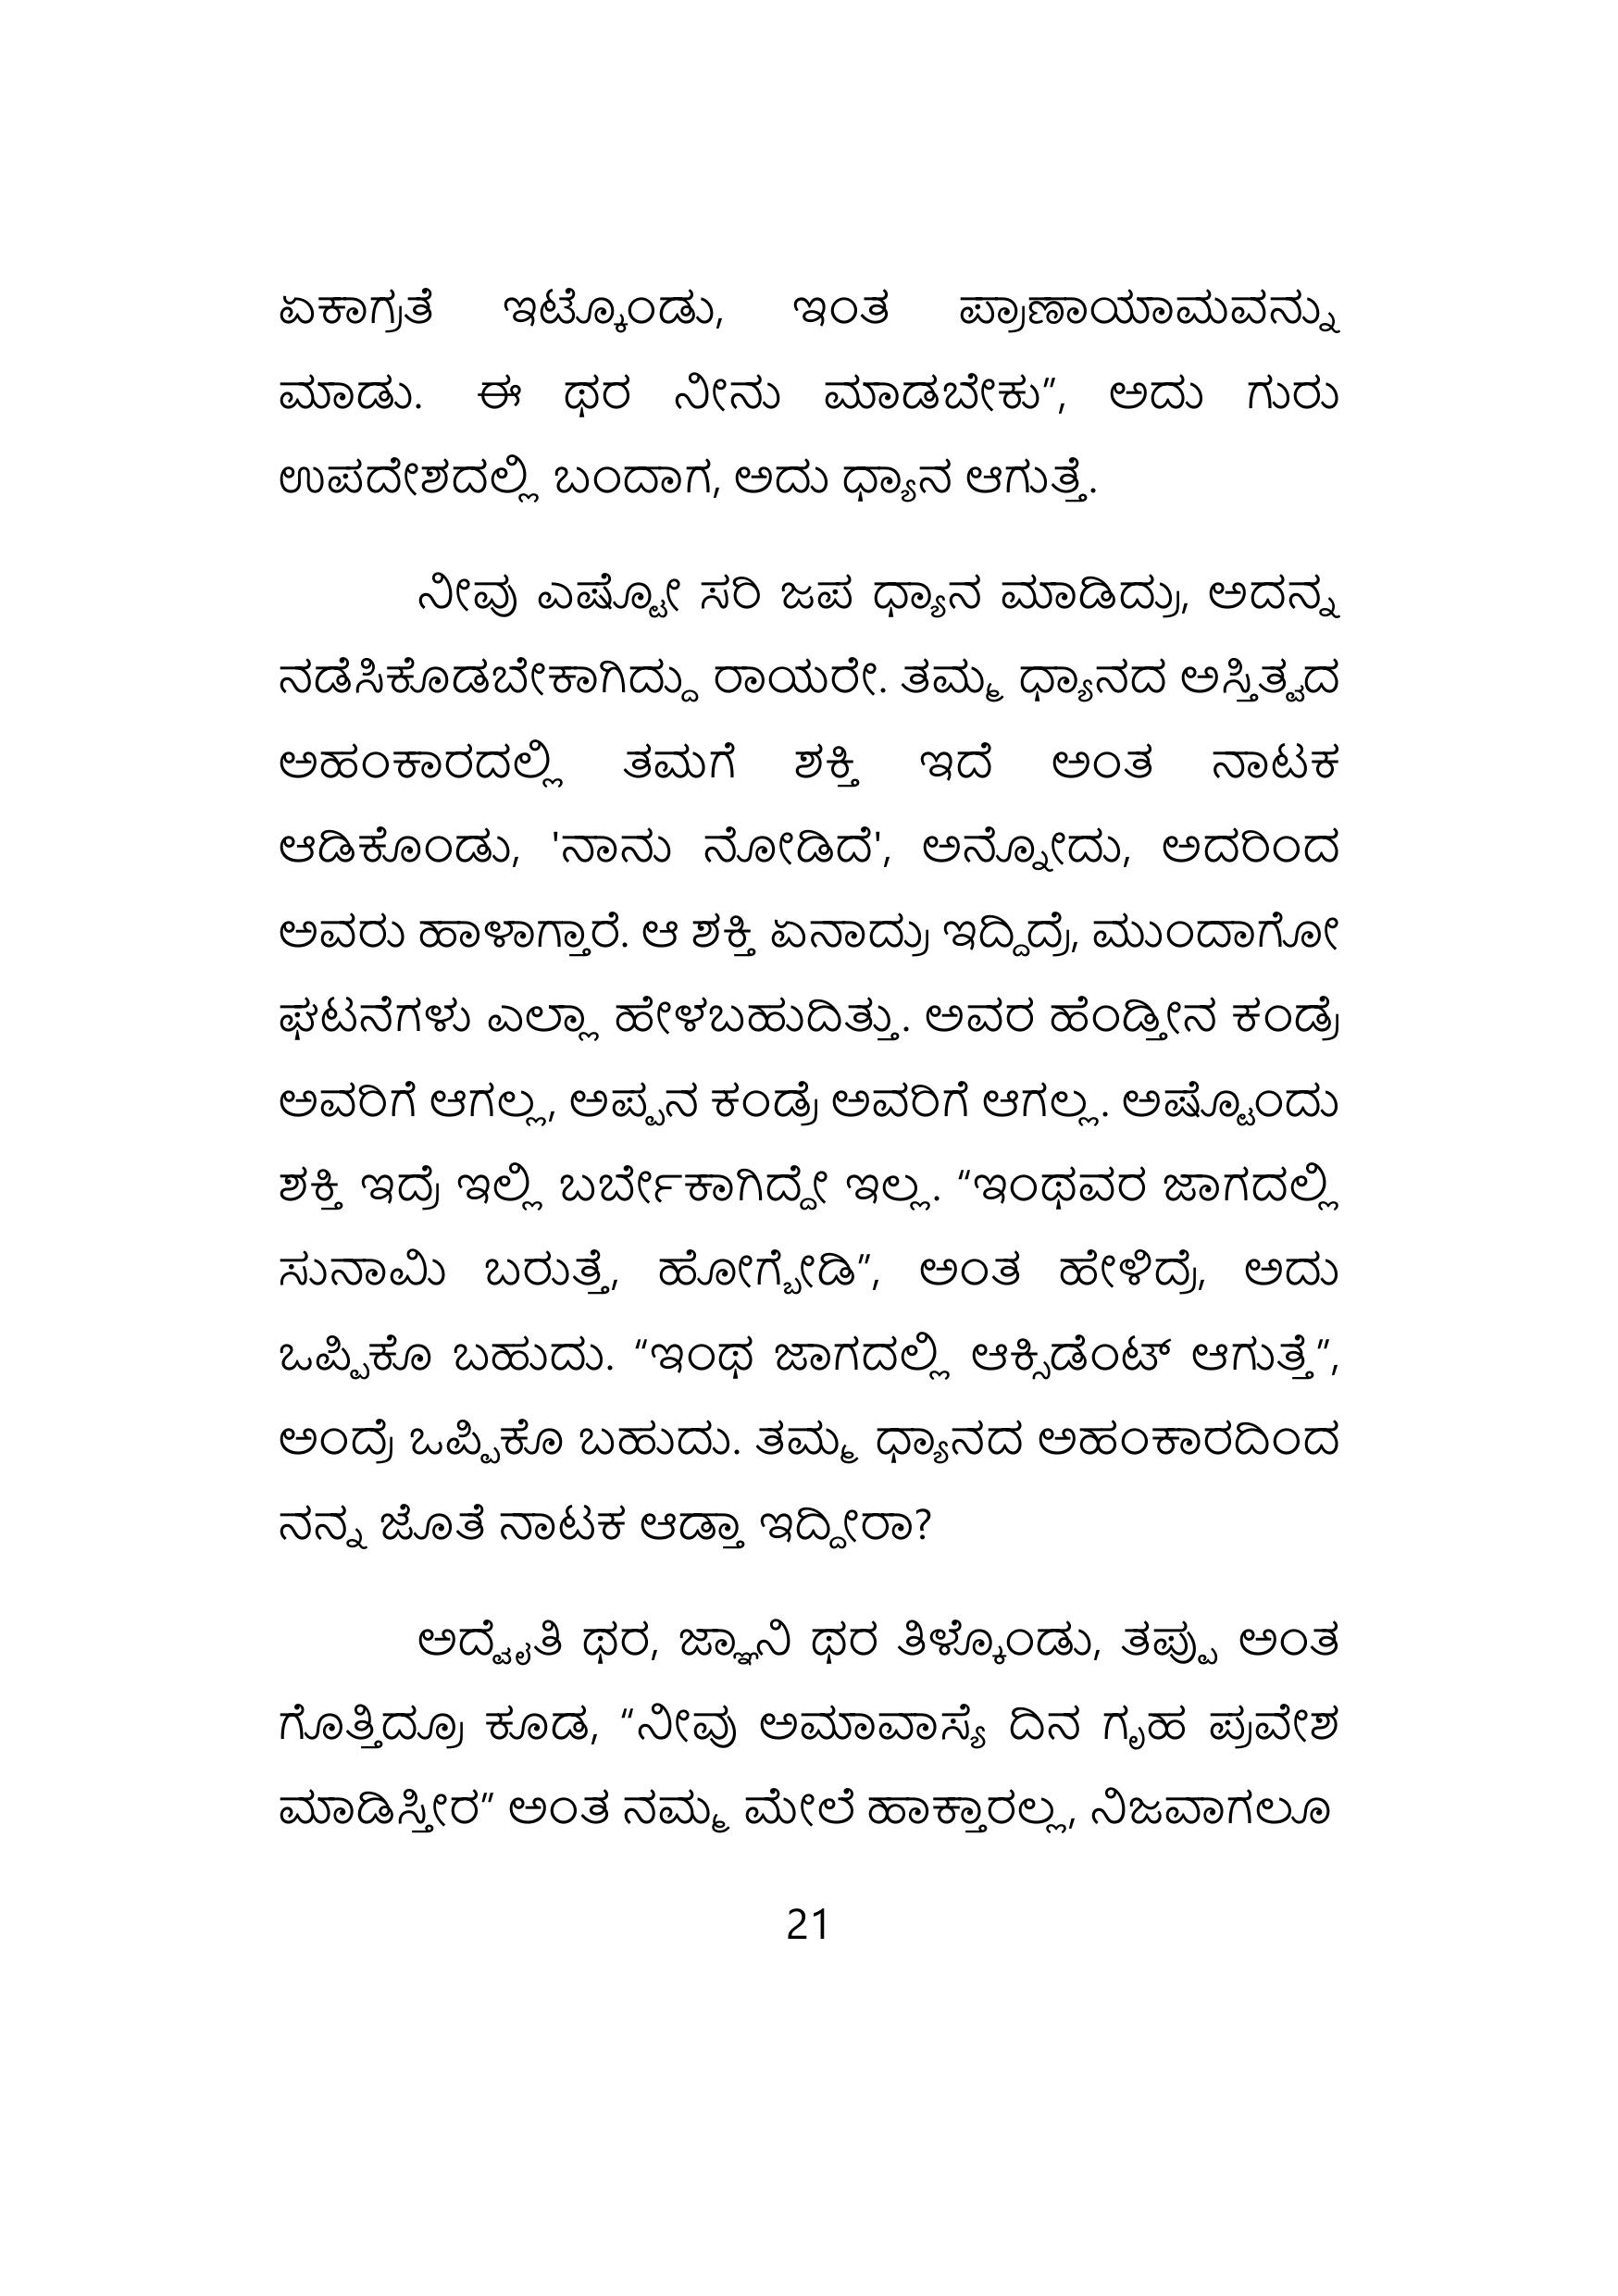 ಏಕಾಗ್ರತೆ ಇಟ್ಕೊಂಡು, ಇಂತ ಪ್ರಾಣಾಯಾಮವನ್ನು
ಮಾಡು. ಈ ಥರ ನೀನು ಮಾಡಬೇಕು”, ಅದು ಗುರು
ಉಪದೇಶದಲ್ಲಿ ಬಂದಾಗ, ಅದು ಧ್ಯಾನ ಆಗುತ್ತೆ.
ನೀವು ಎಷ್ಟೋ ಸರಿ ಜಪ ಧ್ಯಾನ ಮಾಡಿದ್ರು, ಅದನ್ನ
ನಡೆಸಿಕೊಡಬೇಕಾಗಿದ್ದು ರಾಯರೇ. ತಮ್ಮ ಧ್ಯಾನದ ಅಸ್ತಿತ್ವದ
ಅಹಂಕಾರದಲ್ಲಿ ತಮಗೆ ಶಕ್ತಿ ಇದೆ ಅಂತ ನಾಟಕ
ಆಡಿಕೊಂಡು, 'ನಾನು ನೋಡಿದೆ', ಅನ್ನೋದು, ಅದರಿಂದ
ಅವರು ಹಾಳಾಗ್ತಾರೆ. ಆ ಶಕ್ತಿ ಏನಾದ್ರು ಇದ್ದಿದ್ರೆ, ಮುಂದಾಗೋ
ಘಟನೆಗಳು ಎಲ್ಲಾ ಹೇಳಬಹುದಿತ್ತು. ಅವರ ಹೆಂಡ್ತೀನ ಕಂಡ್ರೆ
ಅವರಿಗೆ ಆಗಲ್ಲ, ಅಪ್ಪನ ಕಂಡ್ರೆ ಅವರಿಗೆ ಆಗಲ್ಲ. ಅಷ್ಟೊಂದು
ಶಕ್ತಿ ಇದ್ರೆ ಇಲ್ಲಿ ಬರ್ಬೇಕಾಗಿದ್ದೇ ಇಲ್ಲ. “ಇಂಥವರ ಜಾಗದಲ್ಲಿ
ಸುನಾಮಿ ಬರುತ್ತೆ, ಹೋಗ್ಬೇಡಿ”, ಅಂತ ಹೇಳಿದ್ರೆ, ಅದು
ಒಪ್ಪಿಕೊ ಬಹುದು. “ಇಂಥ ಜಾಗದಲ್ಲಿ ಆಕ್ಸಿಡೆಂಟ್ ಆಗುತ್ತೆ”,
ಅಂದ್ರೆ ಒಪ್ಪಿಕೊ ಬಹುದು. ತಮ್ಮ ಧ್ಯಾನದ ಅಹಂಕಾರದಿಂದ
ನನ್ನ ಜೊತೆ ನಾಟಕ ಆಡ್ತಾ ಇದ್ದೀರಾ?
ಅದ್ವೈತಿ ಥರ, ಜ್ಞಾನಿ ಥರ ತಿಳ್ಕೊಂಡು, ತಪ್ಪು ಅಂತ
ಗೊತ್ತಿದ್ರೂ ಕೂಡ, “ನೀವು ಅಮಾವಾಸ್ಯೆ ದಿನ ಗೃಹ ಪ್ರವೇಶ
ಮಾಡಿಸ್ತೀರ” ಅಂತ ನಮ್ಮ ಮೇಲೆ ಹಾಕ್ತಾರಲ್ಲ, ನಿಜವಾಗಲೂ
21